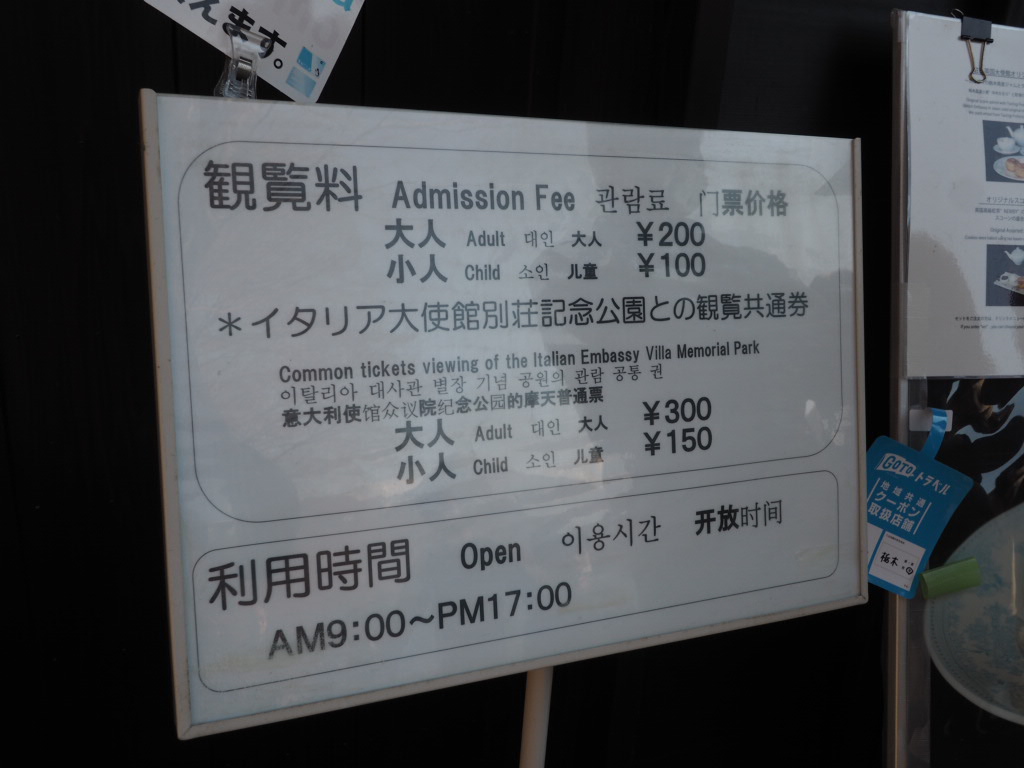 えます。
観覧料 Admission Fee 관람료 门票价格
大人 Adult 대인 大人 ¥200
小人 Child 소인 儿童 ¥100
*イタリア大使館別荘記念公園との観覧共通券
Common tickets viewing of the Italian Embassy Villa Memorial Park
이탈리아 대사관 별장 기념 공원의 관람 공통 권
意大利使馆众议院纪念公园的摩天普通票
大人 Adult 대인 大人 ¥300
小人 Child 소인 儿童 ¥150
利用時間 Open 이용시간 开放时间
AM9:00~PM17:00
GOTOトラベル
地域共通
クーポン
取扱店舗
栃木